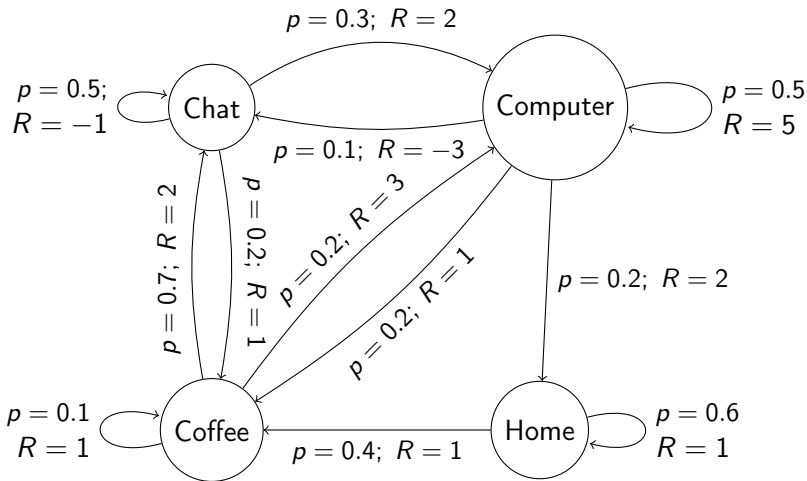 p = 0.3; R = 2
p = 0.5;
R = −1
Chat
Computer
p = 0.5
R = 5
p = 0.1; R = −3
p = 0.7; R = 2
p = 0.2; R = 1
p = 0.2; R = 3
p = 0.2; R = 1
p = 0.2; R = 2
p = 0.1
R = 1
Coffee
p = 0.4; R = 1
Home
p = 0.6
R = 1